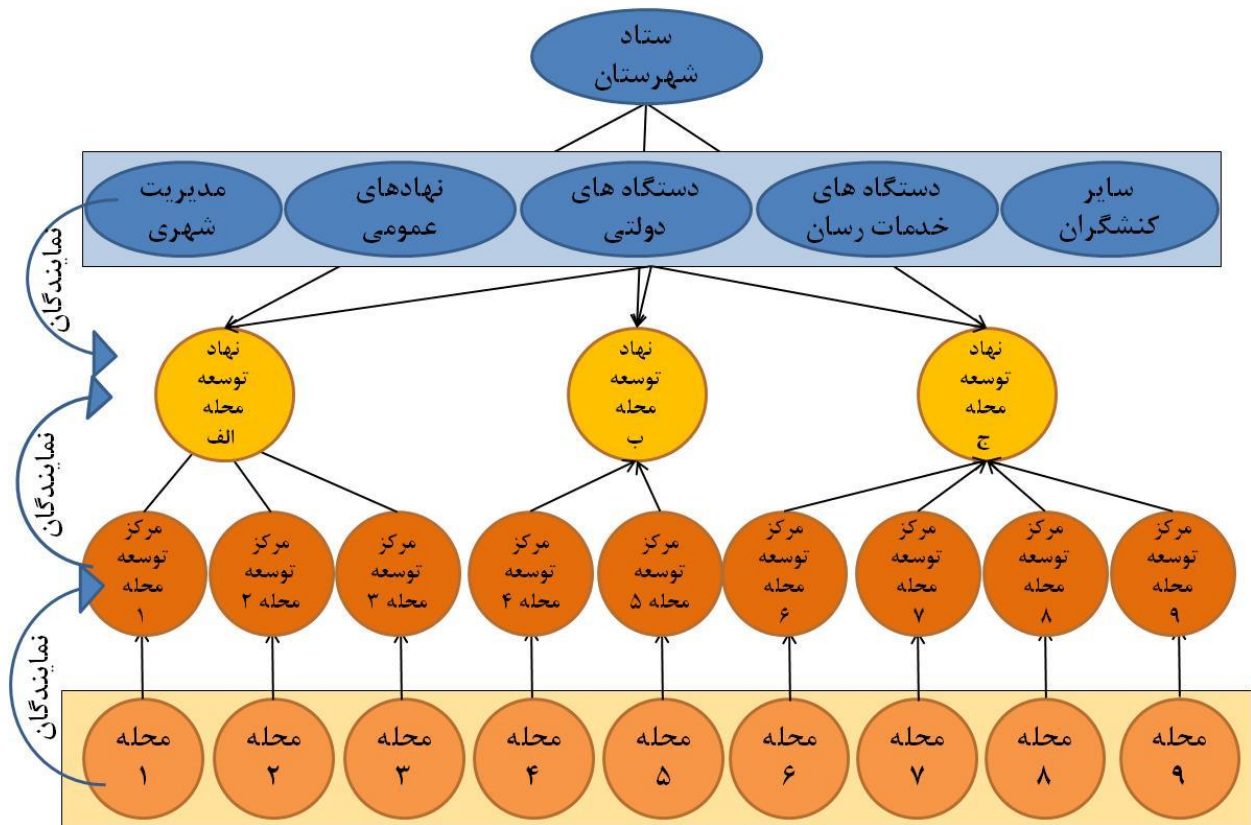 ستاد
شهرستان
سایر
کنشگران
دستگاه های
خدمات رسان
دستگاه های
دولتی
نهادهای
عمومی
مدیریت
شهری
نمایندگان
نهاد
توسعه
محله
ج
نهاد
توسعه
محله
ب
نهاد
توسعه
محله
الف
نمایندگان
مرکز
توسعه
محله
۹
مرکز
توسعه
محله
۸
مرکز
توسعه
محله
۷
مرکز
توسعه
محله
۶
مرکز
توسعه
محله ۵
مرکز
توسعه
محله ۴
مرکز
توسعه
محله ۳
مرکز
توسعه
محله ۲
مرکز
توسعه
محله
۱
نمایندگان
محله
۹
محله
۸
محله
۷
محله
۶
محله
۵
محله
۴
محله
۳
محله
۲
محله
۱